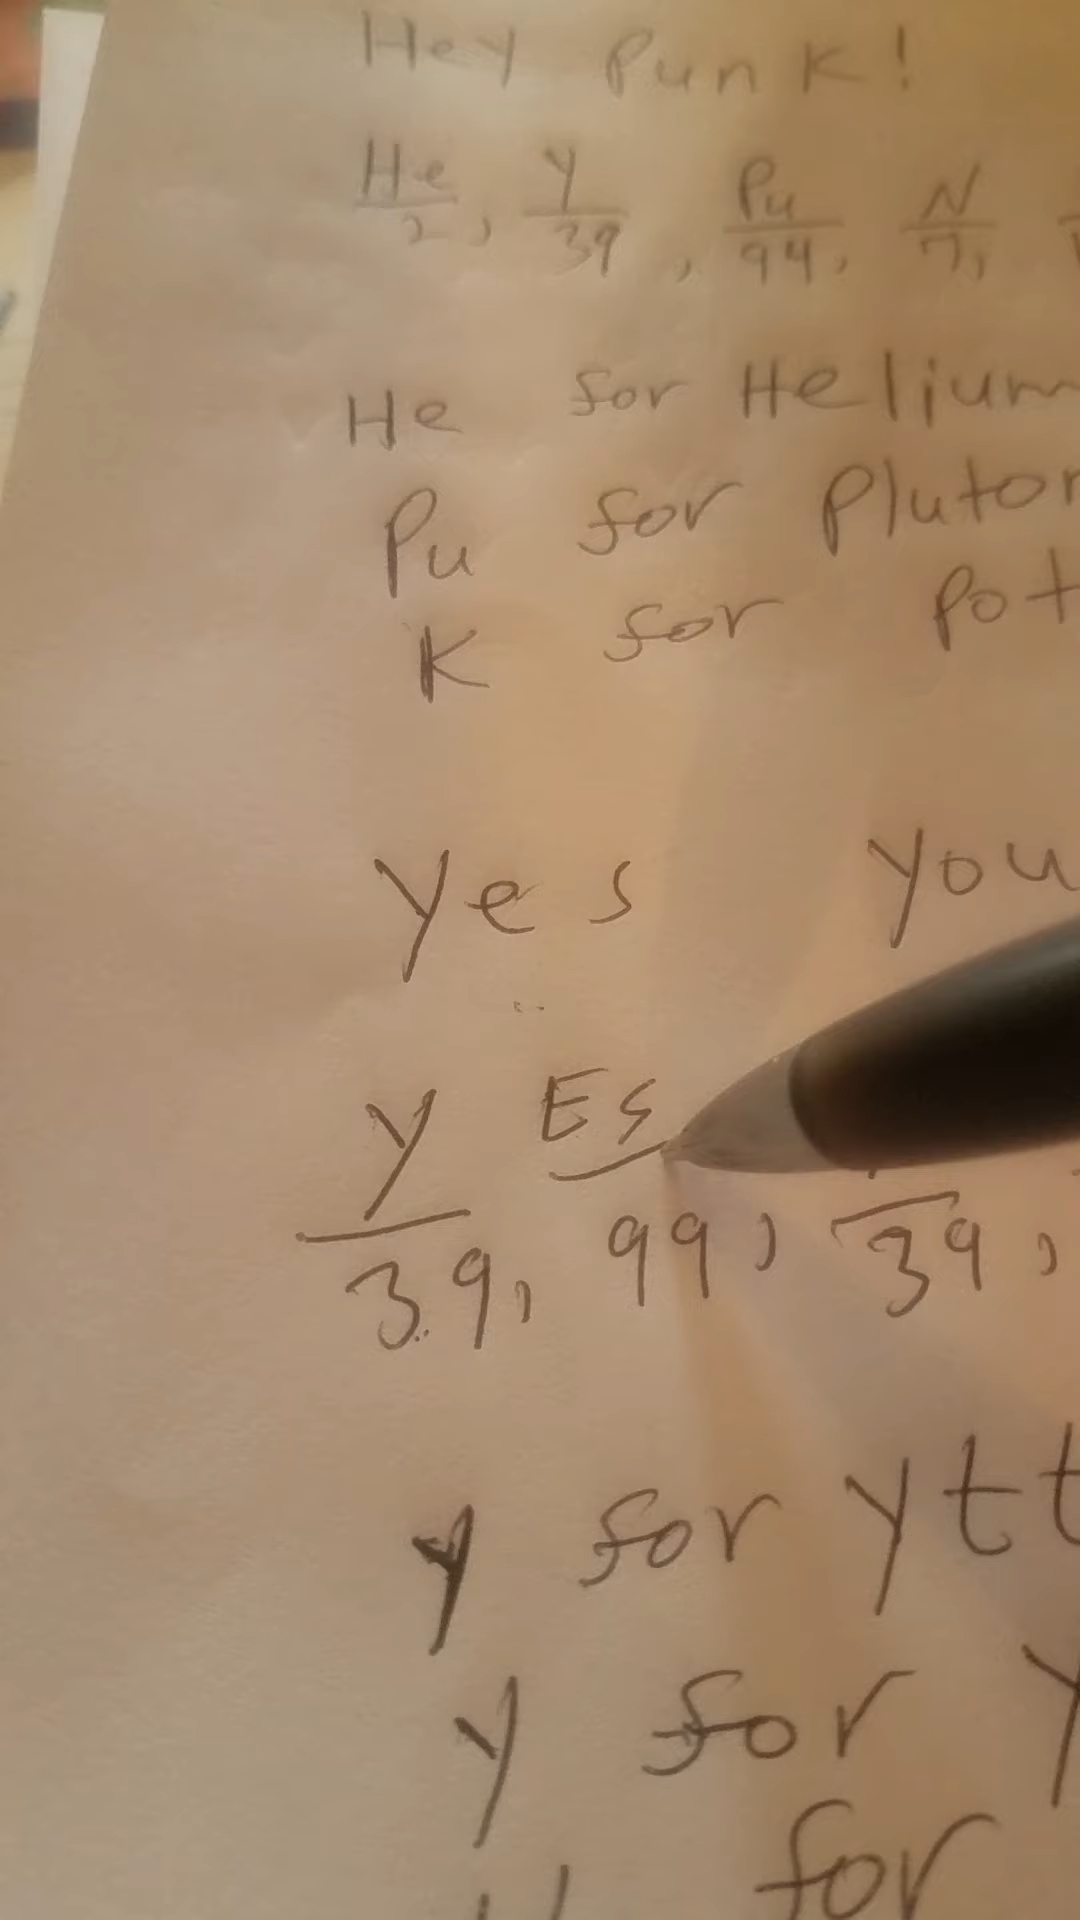 Hey Punk!
He Y Pu N
2, 39, 94, 7,
He for Helium
Pu for Pluton
K for Pot
Yes You
Y Es
39, 99, 39,
Y for Ytt
Y for Y
for